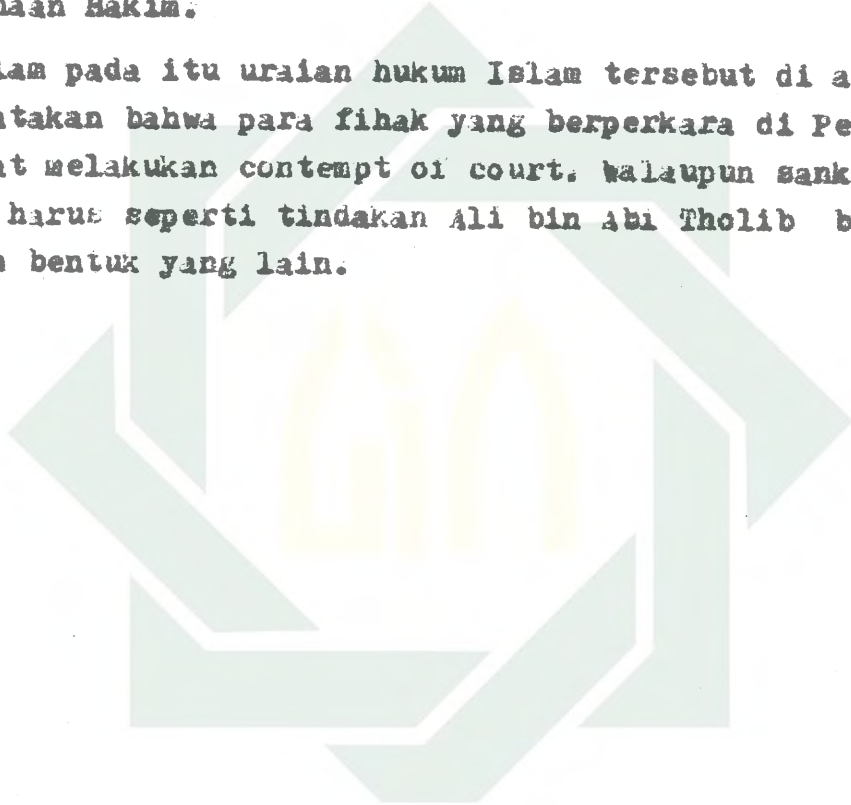 naan Hakim.
lam pada itu uraian hukum Islam tersebut di a
atakan bahwa para fihak yang berperkara di Pe
at melakukan contempt of court. Walaupun sank
harus seperti tindakan Ali bin Abi Tholib b
n bentuk yang lain.